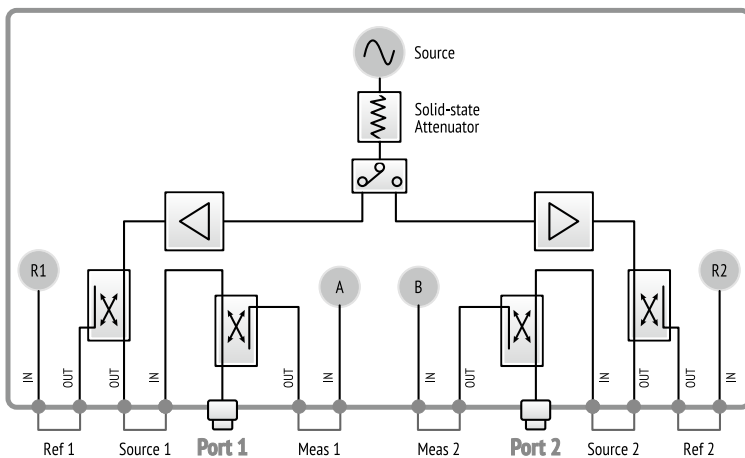 Source
Solid-state
Attenuator
R1
A
B
R2
IN
OUT
OUT
IN
OUT
IN
IN
OUT
IN
OUT
OUT
IN
Ref 1
Source 1
Port 1
Meas 1
Meas 2
Port 2
Source 2
Ref 2